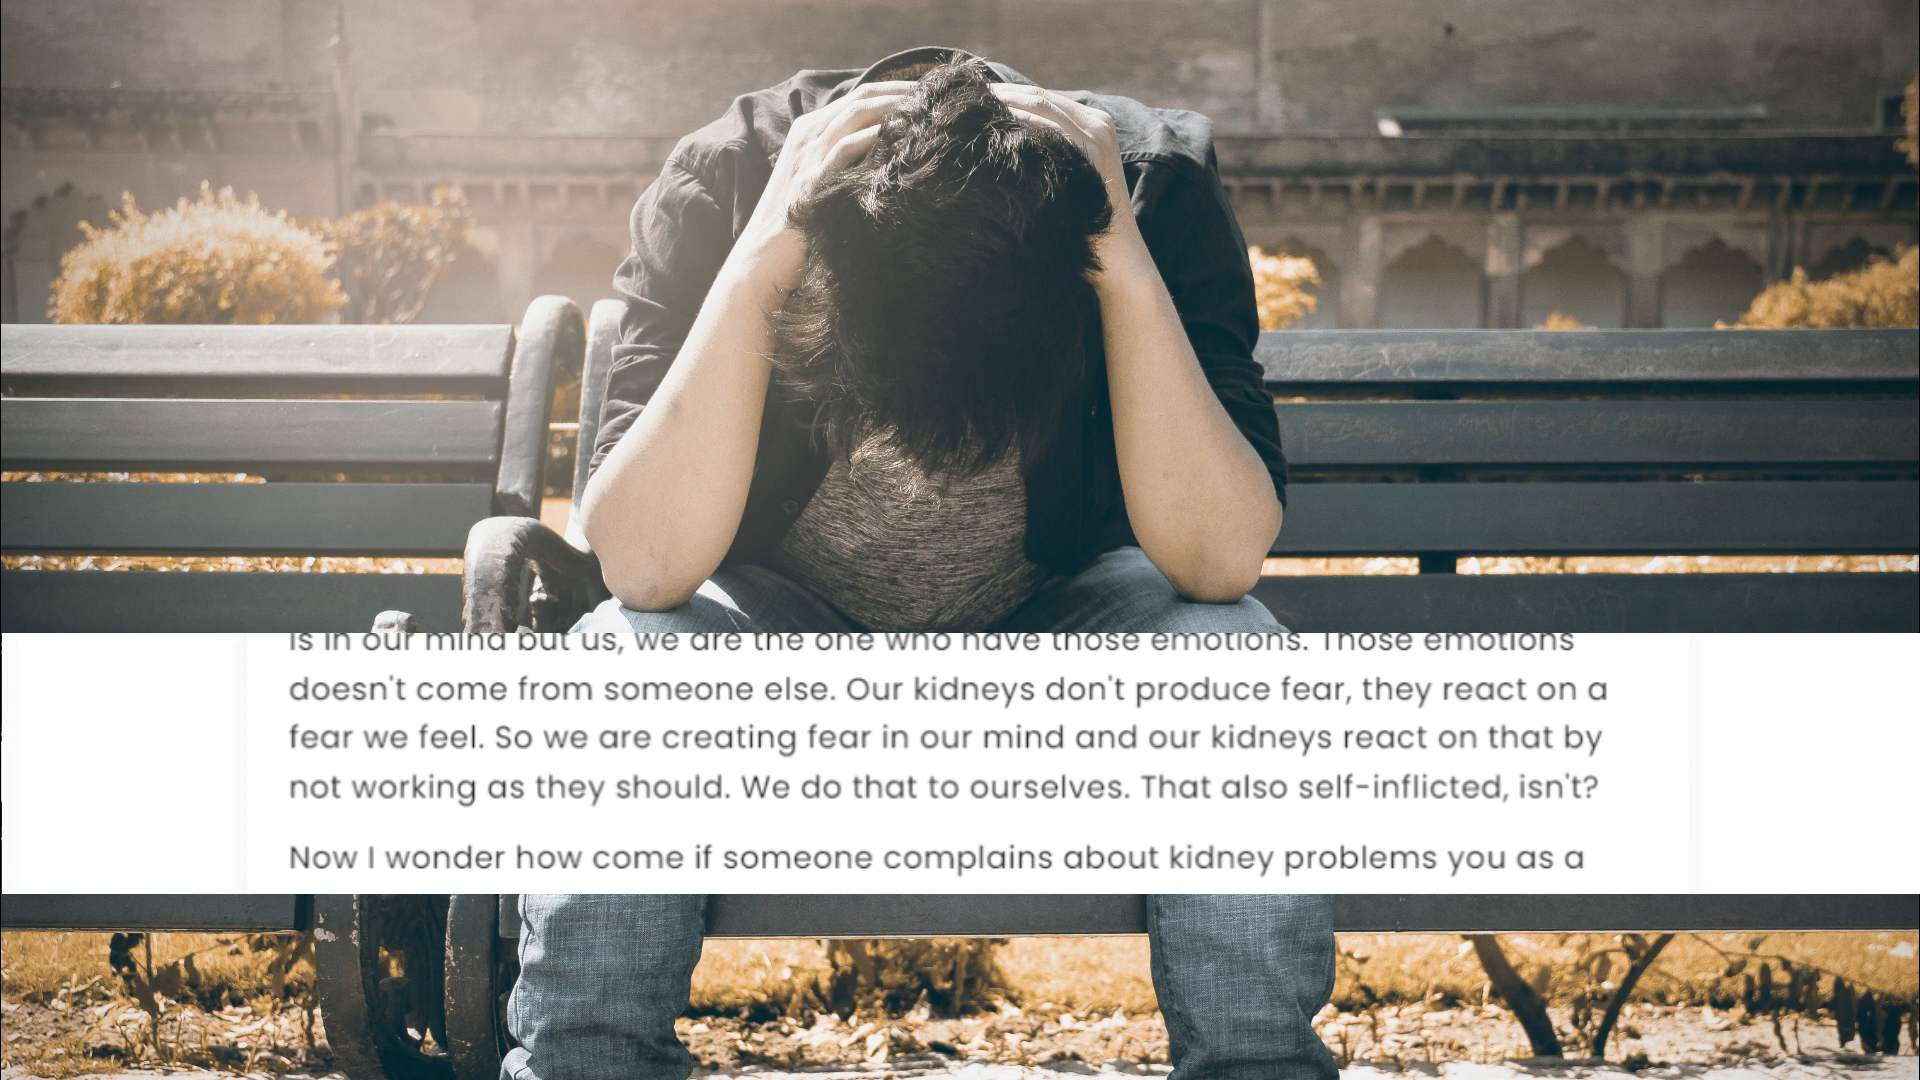 is in our mind but us, we are the one who have those emotions. Those emotions
doesn't come from someone else. Our kidneys don't produce fear, they react on a
fear we feel. So we are creating fear in our mind and our kidneys react on that by
not working as they should. We do that to ourselves. That also self-inflicted, isn't?
Now I wonder how come if someone complains about kidney problems you as a